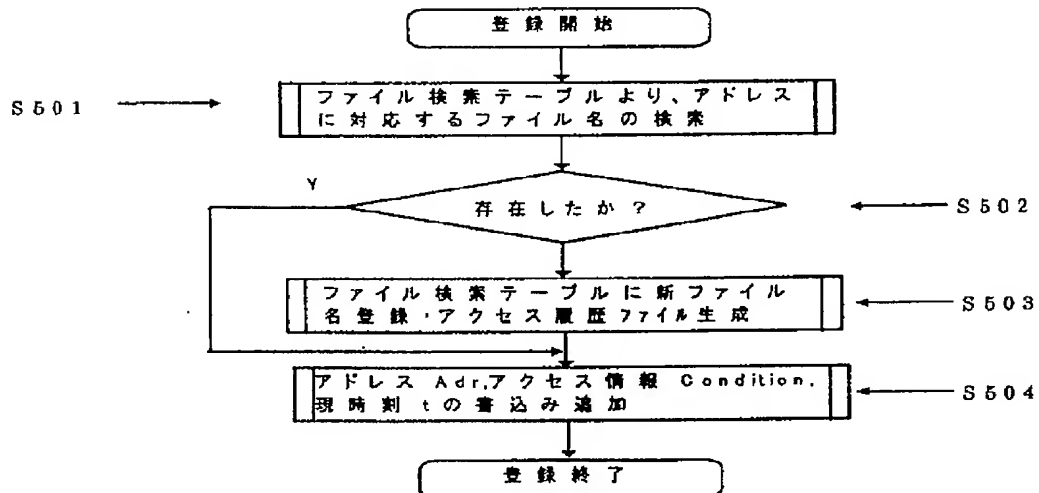 登録開始
S501
ファイル検索テーブルより、アドレス
に対応するファイル名の検索
Y
存在したか?
S502
ファイル検索テーブルに新ファイル
名登録・アクセス履歴ファイル生成
S503
アドレス Adr,アクセス情報 Condition,
現時刻 tの書込み追加
S504
登録終了